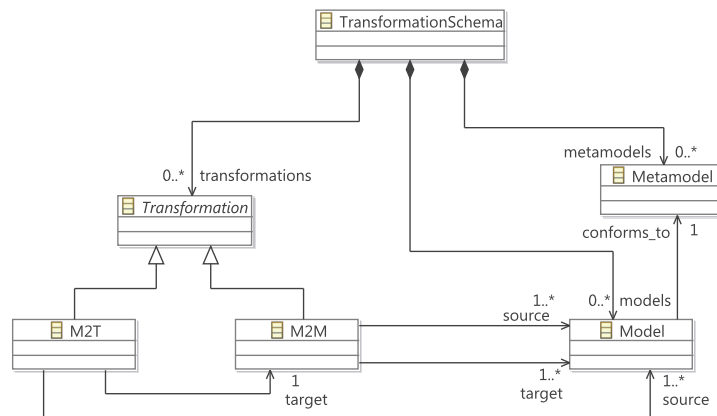 TransformationSchema
metamodels 0..*
0..* transformations
Metamodel
Transformation
conforms_to 1
1..*
source
0..* models
M2T
M2M
Model
1
target
1..*
target
1..*
source